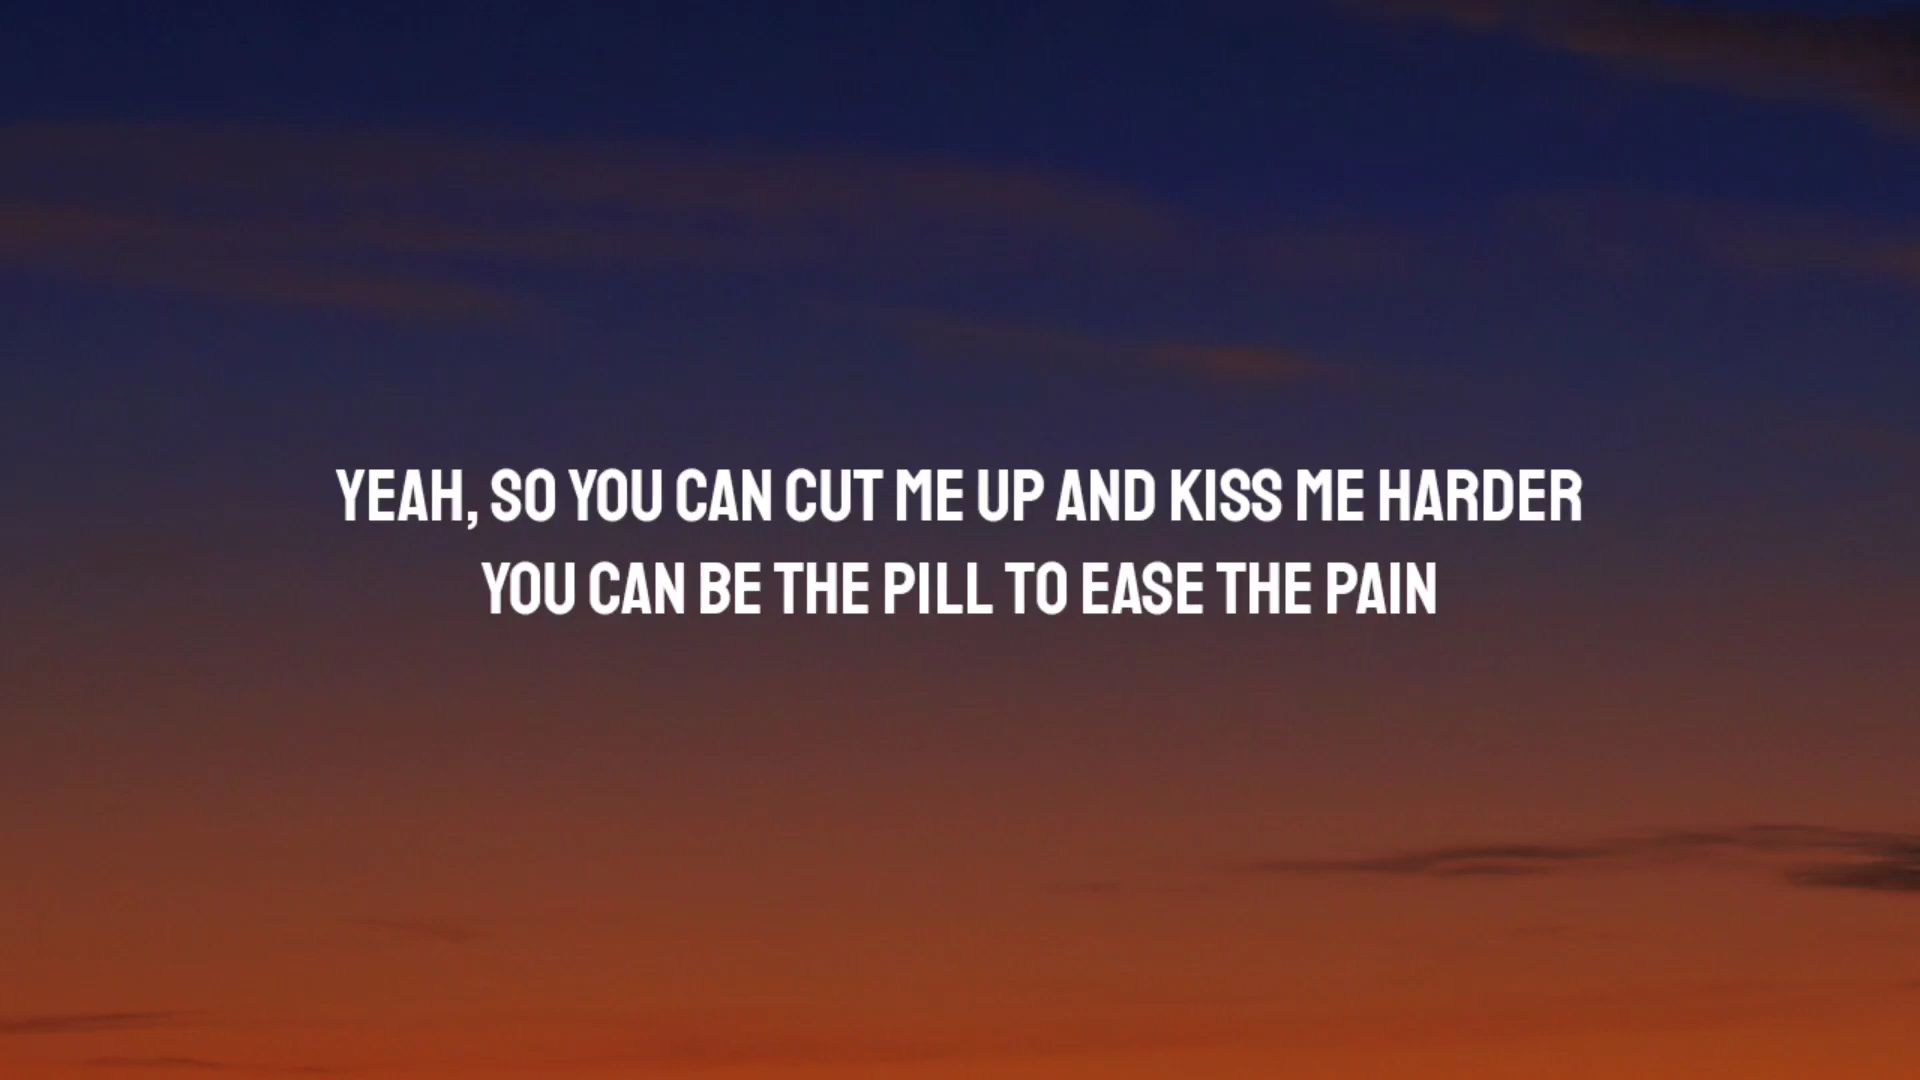 YEAH, SO YOU CAN CUT ME UP AND KISS ME HARDER
YOU CAN BE THE PILL TO EASE THE PAIN